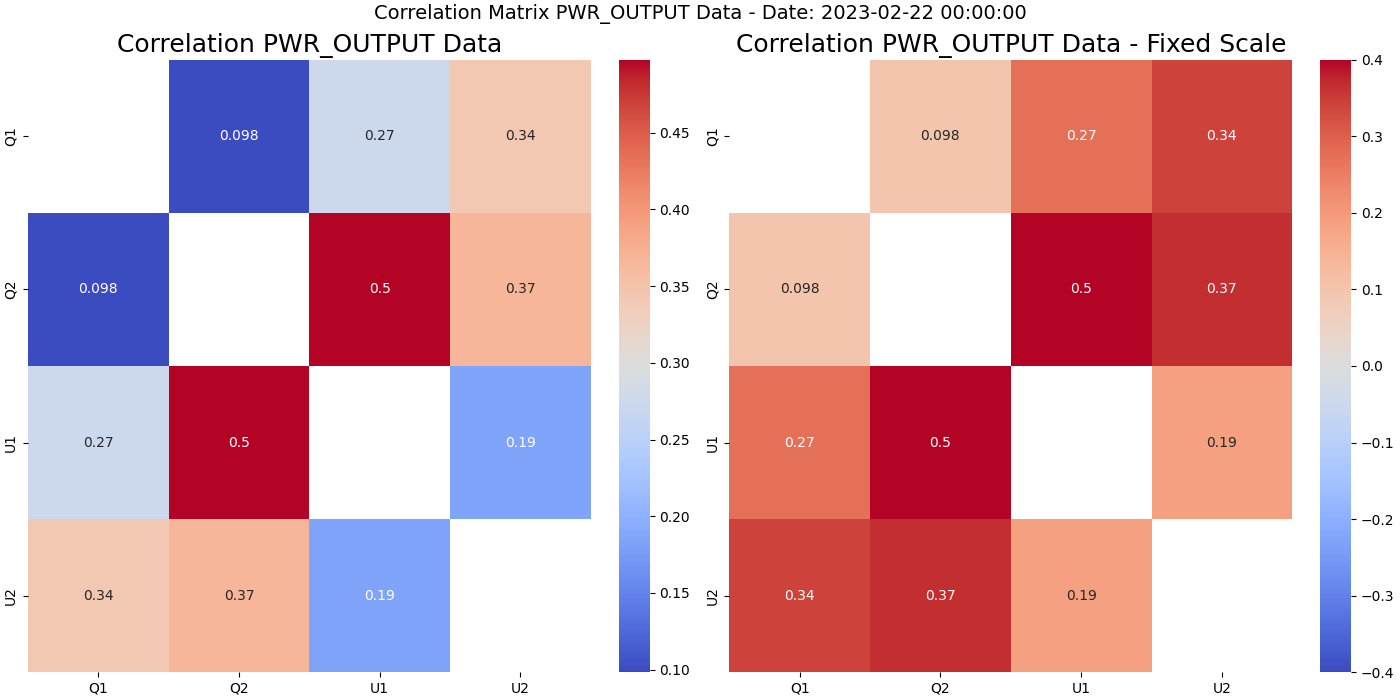 Correlation Matrix PWR_OUTPUT Data - Date: 2023-02-22 00:00:00
Correlation PWR_OUTPUT Data
Q1
0.098
0.27
0.34
Q2
0.098
0.5
0.37
U1
0.27
0.5
0.19
U2
0.34
0.37
0.19
Q1
Q2
U1
U2
0.45
0.40
0.35
0.30
0.25
0.20
0.15
0.10
Correlation PWR_OUTPUT Data - Fixed Scale
Q1
0.098
0.27
0.34
Q2
0.098
0.5
0.37
U1
0.27
0.5
0.19
U2
0.34
0.37
0.19
Q1
Q2
U1
U2
0.4
0.3
0.2
0.1
0.0
−0.1
−0.2
−0.3
−0.4